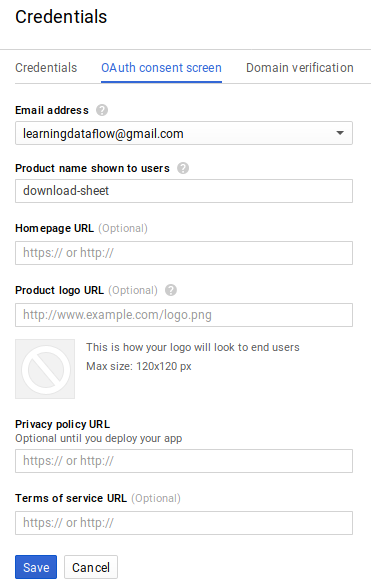 Credentials
Credentials OAuth consent screen Domain verification
Email address ?
learningdataflow@gmail.com
Product name shown to users ?
download-sheet
Homepage URL (Optional)
https:// or http://
Product logo URL (Optional) ?
http://www.example.com/logo.png
This is how your logo will look to end users
Max size: 120x120 px
Privacy policy URL
Optional until you deploy your app
https:// or http://
Terms of service URL (Optional)
https:// or http://
Save Cancel